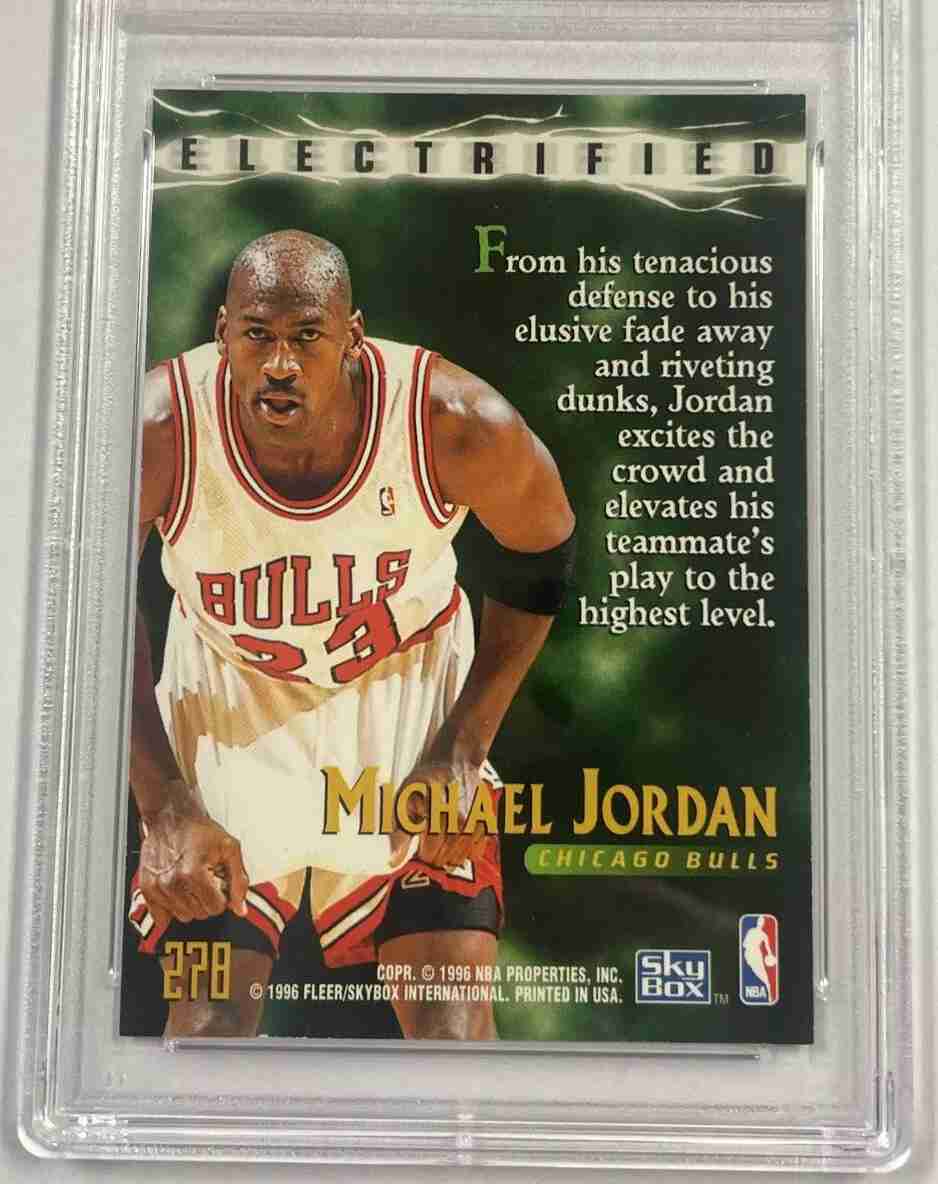 ELECTRIFIED
From his tenacious
defense to his
elusive fade away
and riveting
dunks, Jordan
excites the
crowd and
elevates his
teammate's
play to the
highest level.
BULLS
23
MICHAEL JORDAN
CHICAGO BULLS
278
COPR. © 1996 NBA PROPERTIES, INC.
© 1996 FLEER/SKYBOX INTERNATIONAL. PRINTED IN USA.
SKY
BOX TM
NBA